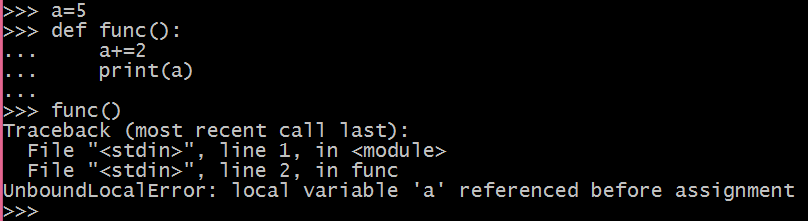 >>> a=5
>>> def func():
...     a+=2
...     print(a)
...
>>> func()
Traceback (most recent call last):
  File "<stdin>", line 1, in <module>
  File "<stdin>", line 2, in func
UnboundLocalError: local variable 'a' referenced before assignment
>>>